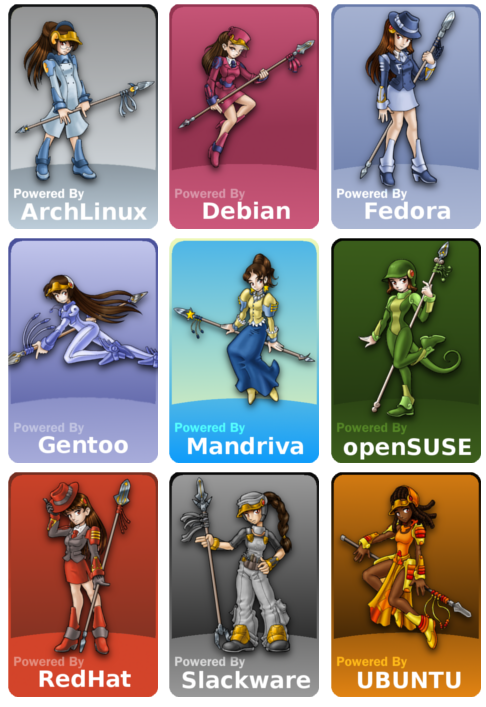 Powered By
ArchLinux
Powered By
Debian
Powered By
Fedora
Powered By
Gentoo
Powered By
Mandriva
Powered By
openSUSE
Powered By
RedHat
Powered By
Slackware
Powered By
UBUNTU